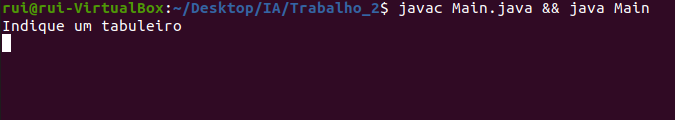 rui@rui-VirtualBox:~/Desktop/IA/Trabalho_2$ javac Main.java && java Main
Indique um tabuleiro